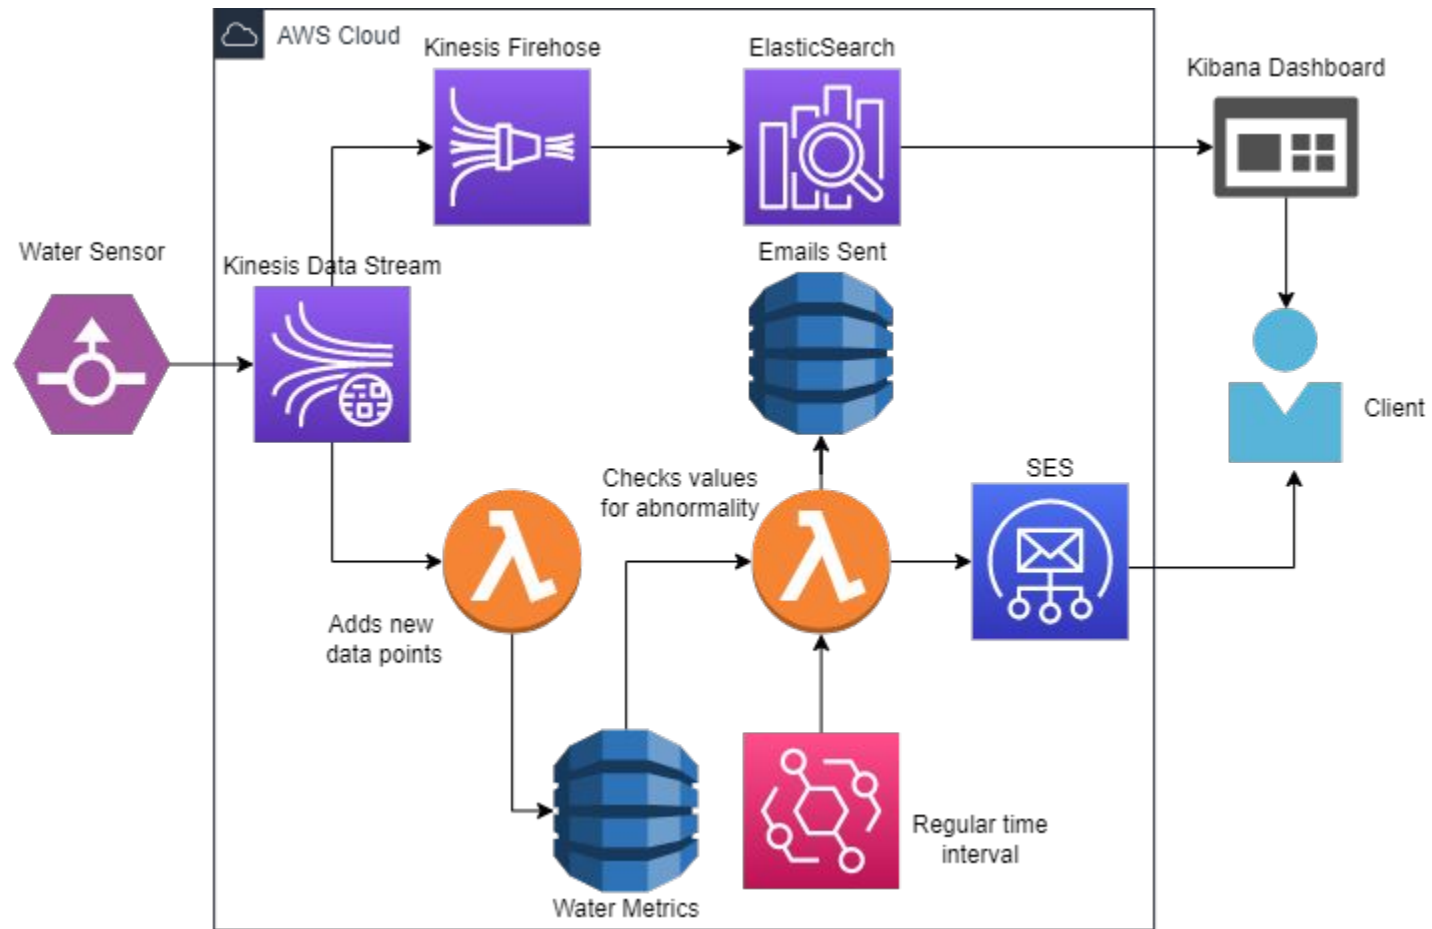 AWS Cloud
Kinesis Firehose
ElasticSearch
Kibana Dashboard
Water Sensor
Kinesis Data Stream
Emails Sent
Client
Checks values
for abnormality
SES
Adds new
data points
Regular time
interval
Water Metrics